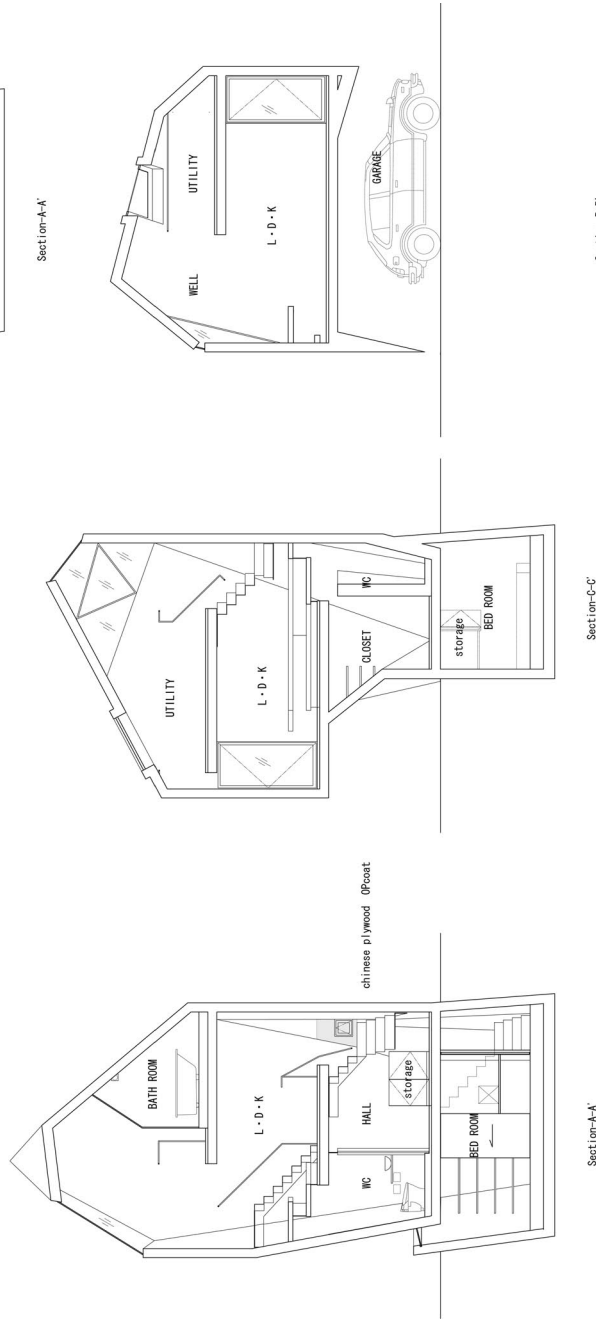 Section-A-A'
BATH ROOM
L・D・K
WC
HALL
storage
BED ROOM
Section-A-A'
chinese plywood OPcoat
UTILITY
L・D・K
CLOSET
WC
storage
BED ROOM
Section-C-C'
WELL
UTILITY
L・D・K
GARAGE